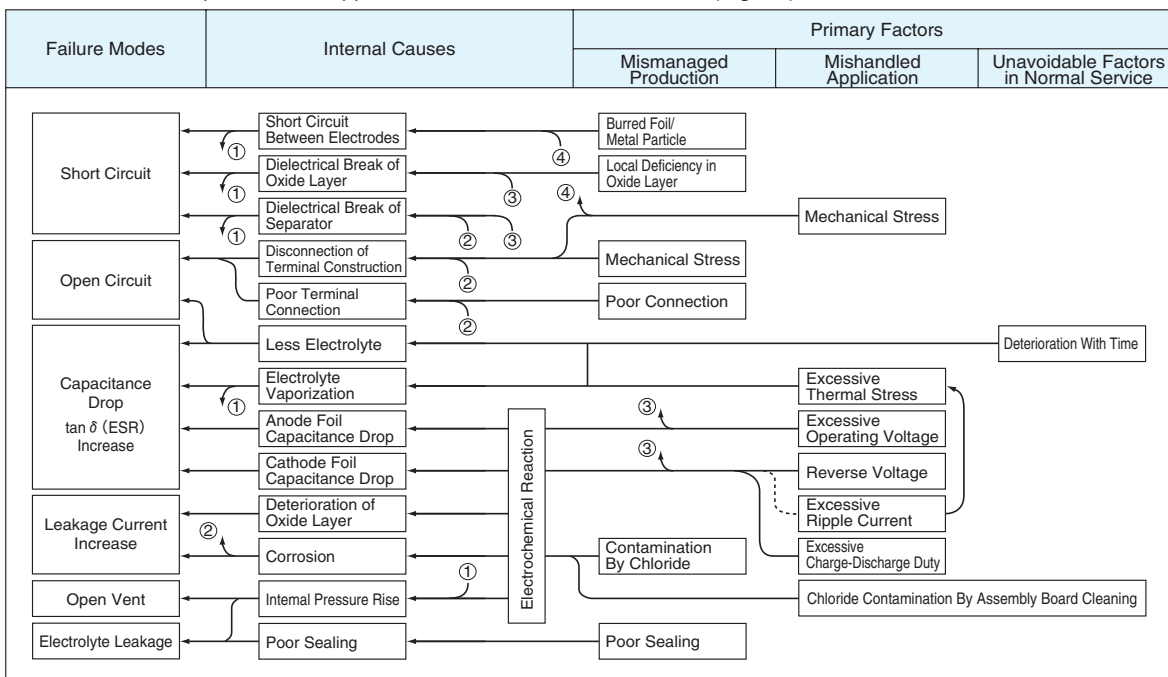 Failure Modes
Internal Causes
Primary Factors
Mismanaged
Production
Mishandled
Application
Unavoidable Factors
in Normal Service
Short Circuit
Short Circuit
Between Electrodes
①
④
Burred Foil/
Metal Particle
Dielectrical Break of
Oxide Layer
①
③
Local Deficiency in
Oxide Layer
④
Dielectrical Break of
Separator
①
②
③
Mechanical Stress
Open Circuit
Disconnection of
Terminal Construction
②
Mechanical Stress
Poor Terminal
Connection
②
Poor Connection
Capacitance
Drop
tan δ (ESR)
Increase
Less Electrolyte
Deterioration With Time
Electrolyte
Vaporization
①
Excessive
Thermal Stress
Anode Foil
Capacitance Drop
③
Excessive
Operating Voltage
Cathode Foil
Capacitance Drop
③
Reverse Voltage
Electrochemical Reaction
Leakage Current
Increase
Deterioration of
Oxide Layer
Excessive
Ripple Current
②
Corrosion
Contamination
By Chloride
Excessive
Charge-Discharge Duty
①
Open Vent
Internal Pressure Rise
Chloride Contamination By Assembly Board Cleaning
Electrolyte Leakage
Poor Sealing
Poor Sealing